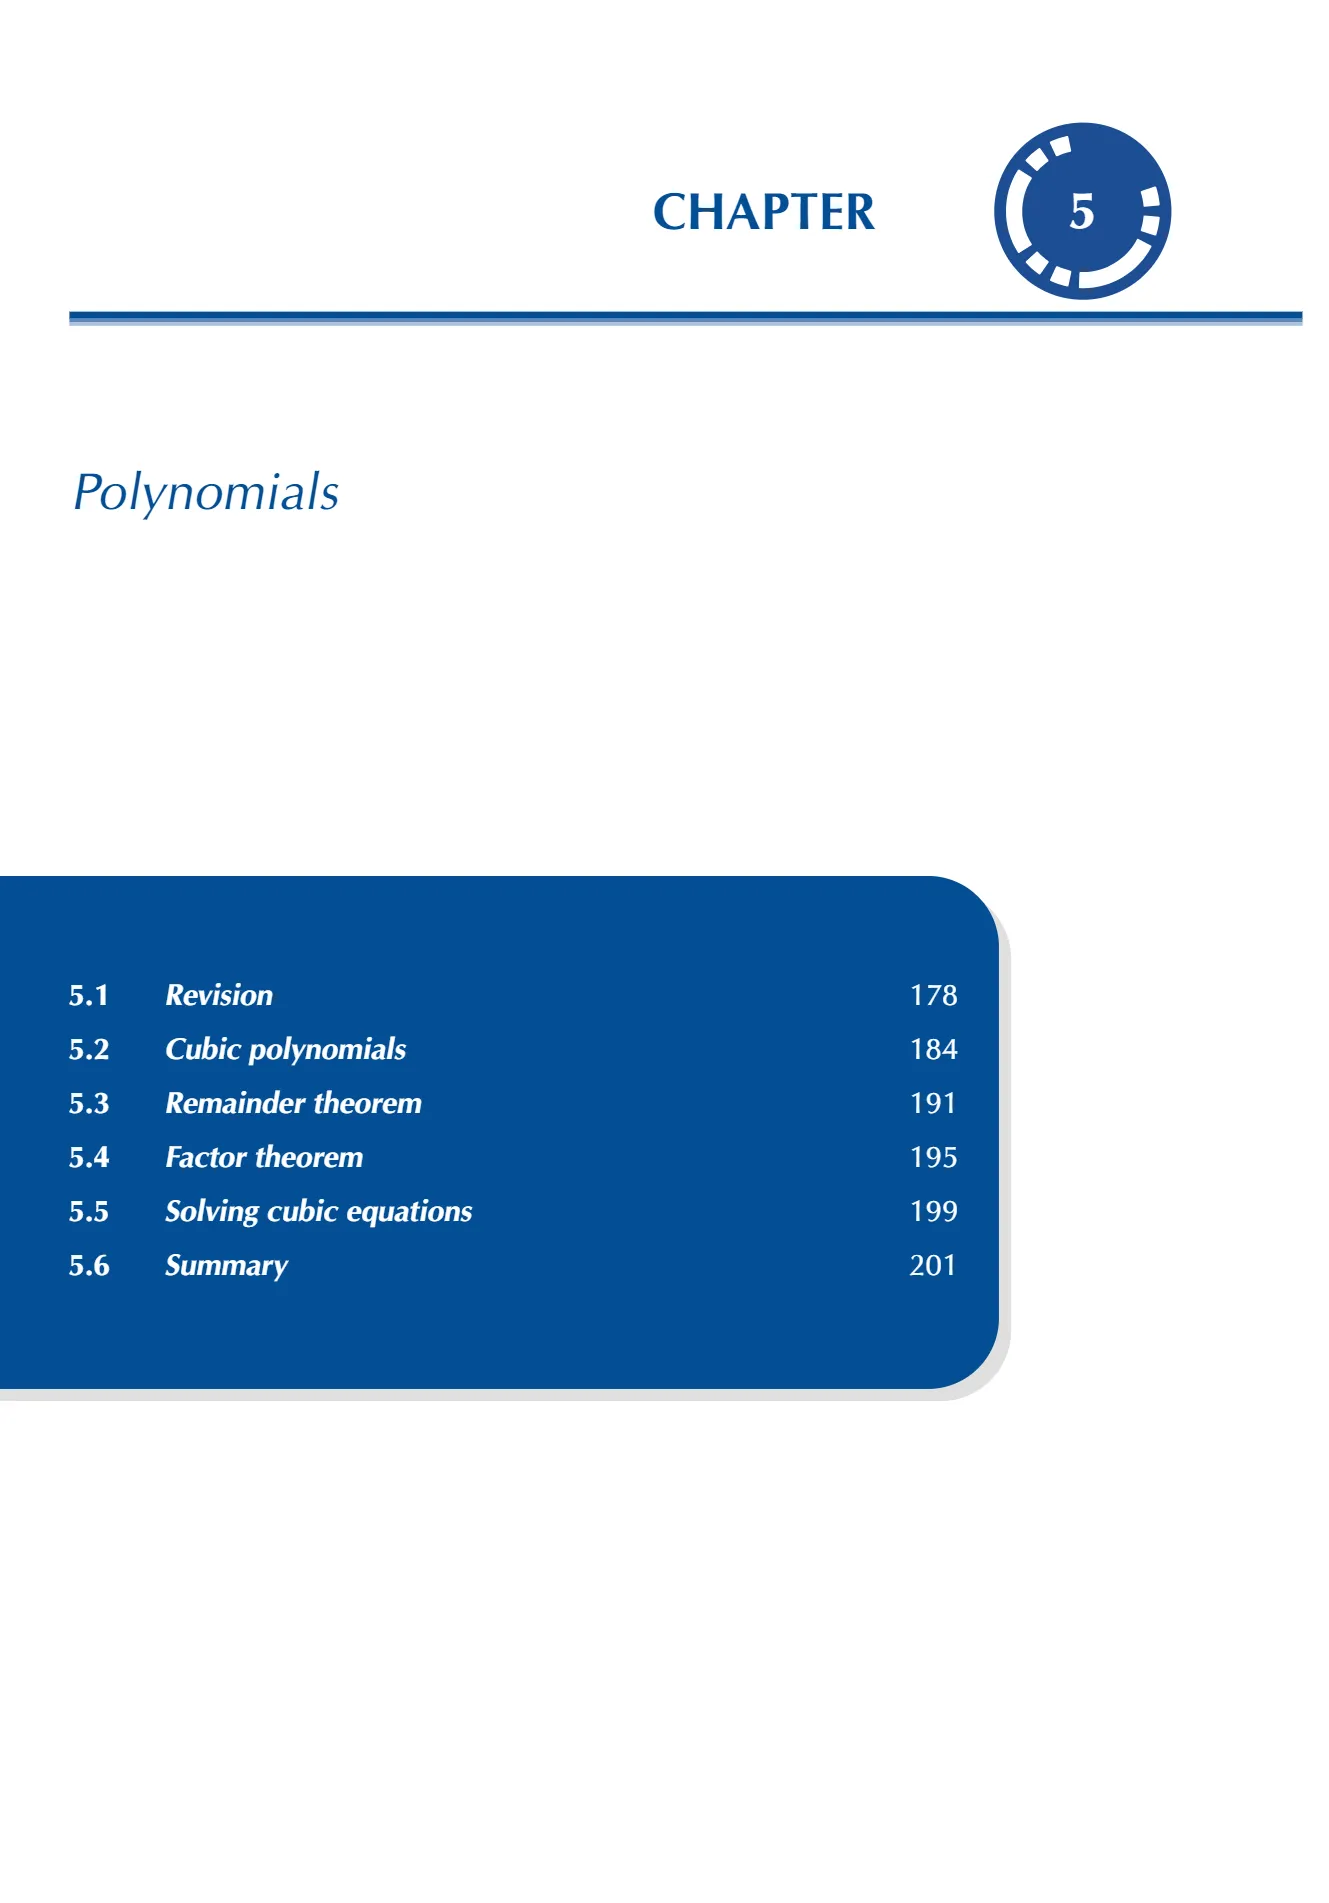 CHAPTER 5
Polynomials
5.1 Revision 178
5.2 Cubic polynomials 184
5.3 Remainder theorem 191
5.4 Factor theorem 195
5.5 Solving cubic equations 199
5.6 Summary 201